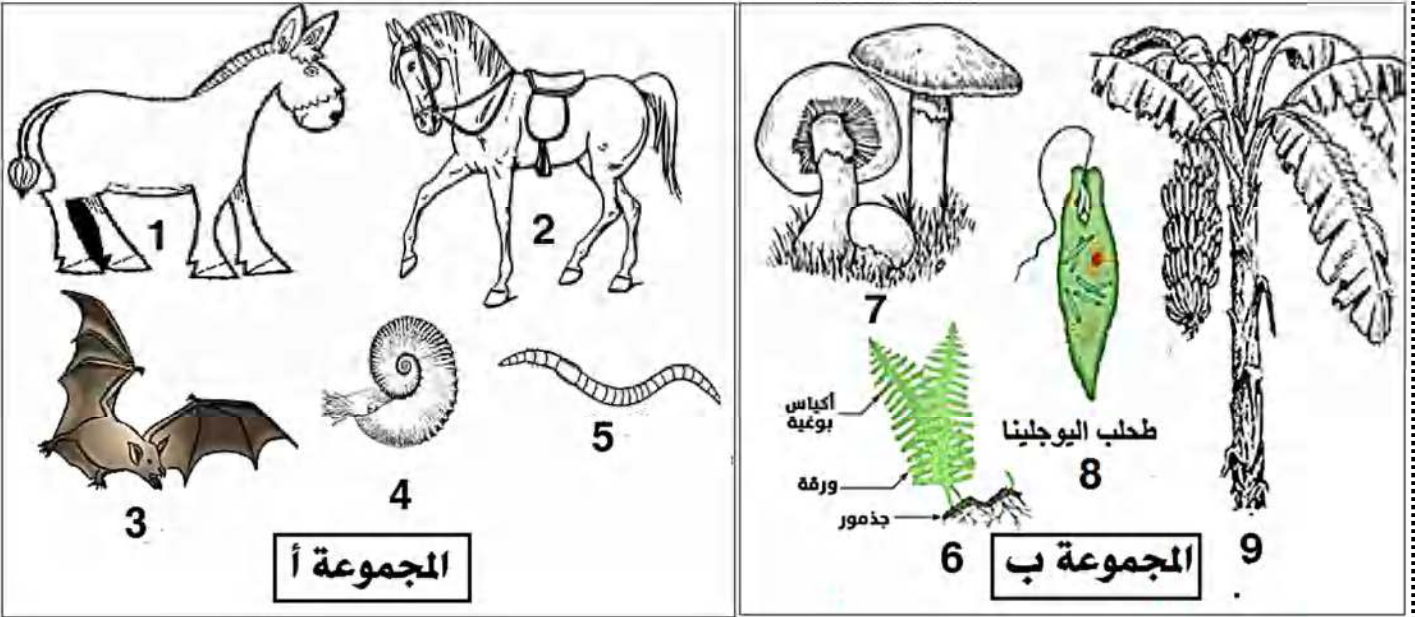 1
2
3
4
5
المجموعة أ
7
أكياس
بوغية
ورقة
جذمور
6
طحلب اليوجلينا
8
9
المجموعة ب